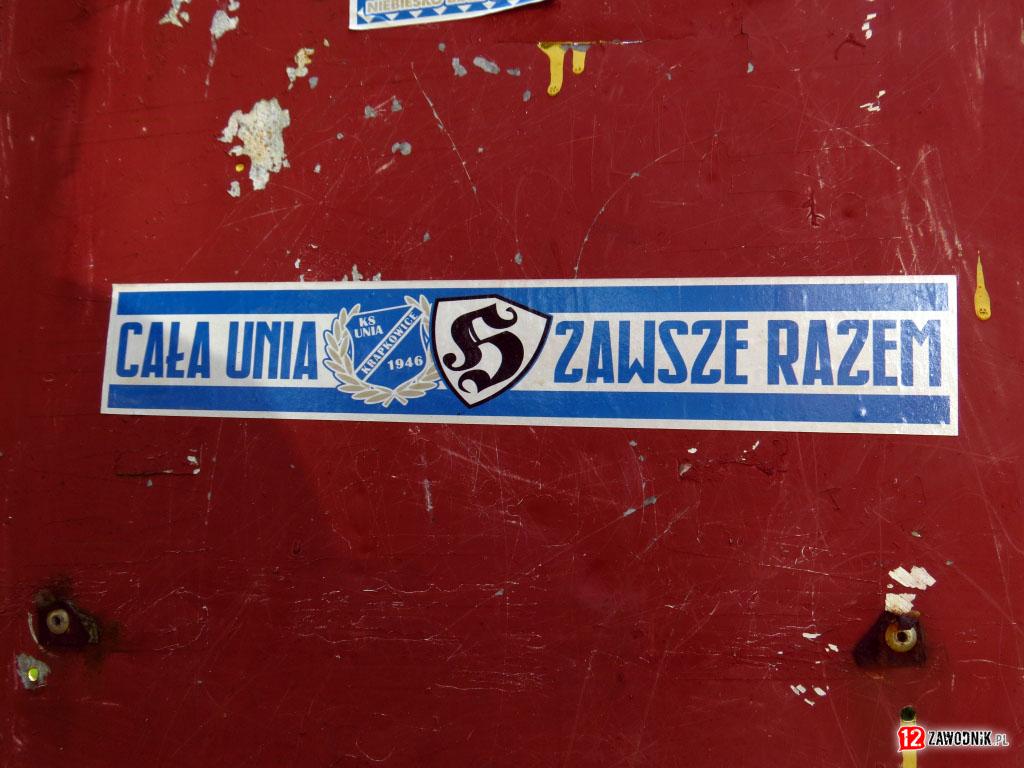 NIEBIESKO
CAŁA UNIA
KS
UNIA
KRAPKOWICE
1946
H
ZAWSZE RAZEM
12 ZAWODNIK.PL